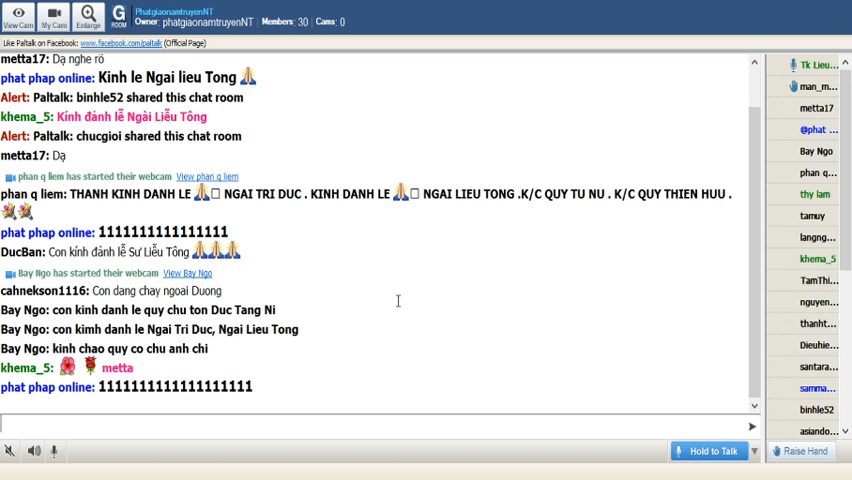 View Cam
My Cam
Enlarge
G
ROOM
PhatgiaonamtruyenNT
Owner: phatgiaonamtruyenNT Members: 30 Cams: 0
Like Paltalk on Facebook: www.facebook.com/paltalk (Official Page)
metta17: Dạ nghe rõ
phat phap online: Kinh le Ngai lieu Tong
Alert: Paltalk: binhle52 shared this chat room
khema_5: Kính đảnh lễ Ngài Liễu Tông
Alert: Paltalk: chucgioi shared this chat room
metta17: Dạ
phan q liem has started their webcam View phan q liem
phan q liem: THANH KINH DANH LE NGAI TRI DUC . KINH DANH LE NGAI LIEU TONG .K/C QUY TU NU . K/C QUY THIEN HUU .
phat phap online: 1111111111111111
DucBan: Con kính đảnh lễ Sư Liễu Tông
Bay Ngo has started their webcam View Bay Ngo
cahnekson1116: Con dang chay ngoai Duong
Bay Ngo: con kinh danh le quy chu ton Duc Tang Ni
Bay Ngo: con kimh danh le Ngai Tri Duc, Ngai Lieu Tong
Bay Ngo: kinh chao quy co chu anh chi
khema_5: metta
phat phap online: 1111111111111111111
Tk Lieu...
man_m...
metta17
@phat ...
Bay Ngo
phan q...
thy lam
tamuy
langng...
khema_5
TamThi...
nguyen...
thanht...
Dieuhie...
santara...
samma...
binhle52
asiando...
Hold to Talk
Raise Hand